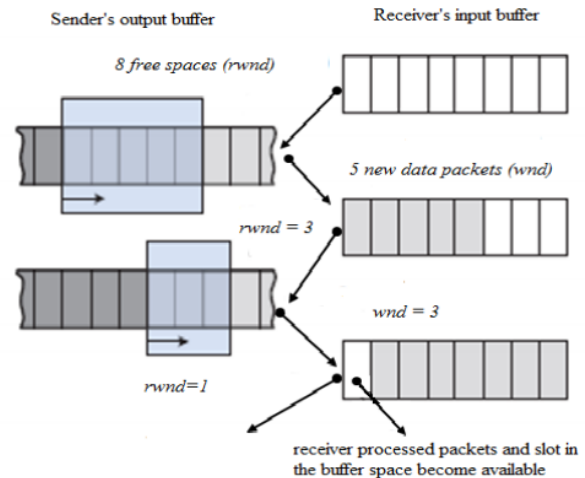 Sender's output buffer
Receiver's input buffer
8 free spaces (rwnd)
5 new data packets (wnd)
rwnd = 3
wnd = 3
rwnd=1
receiver processed packets and slot in
the buffer space become available